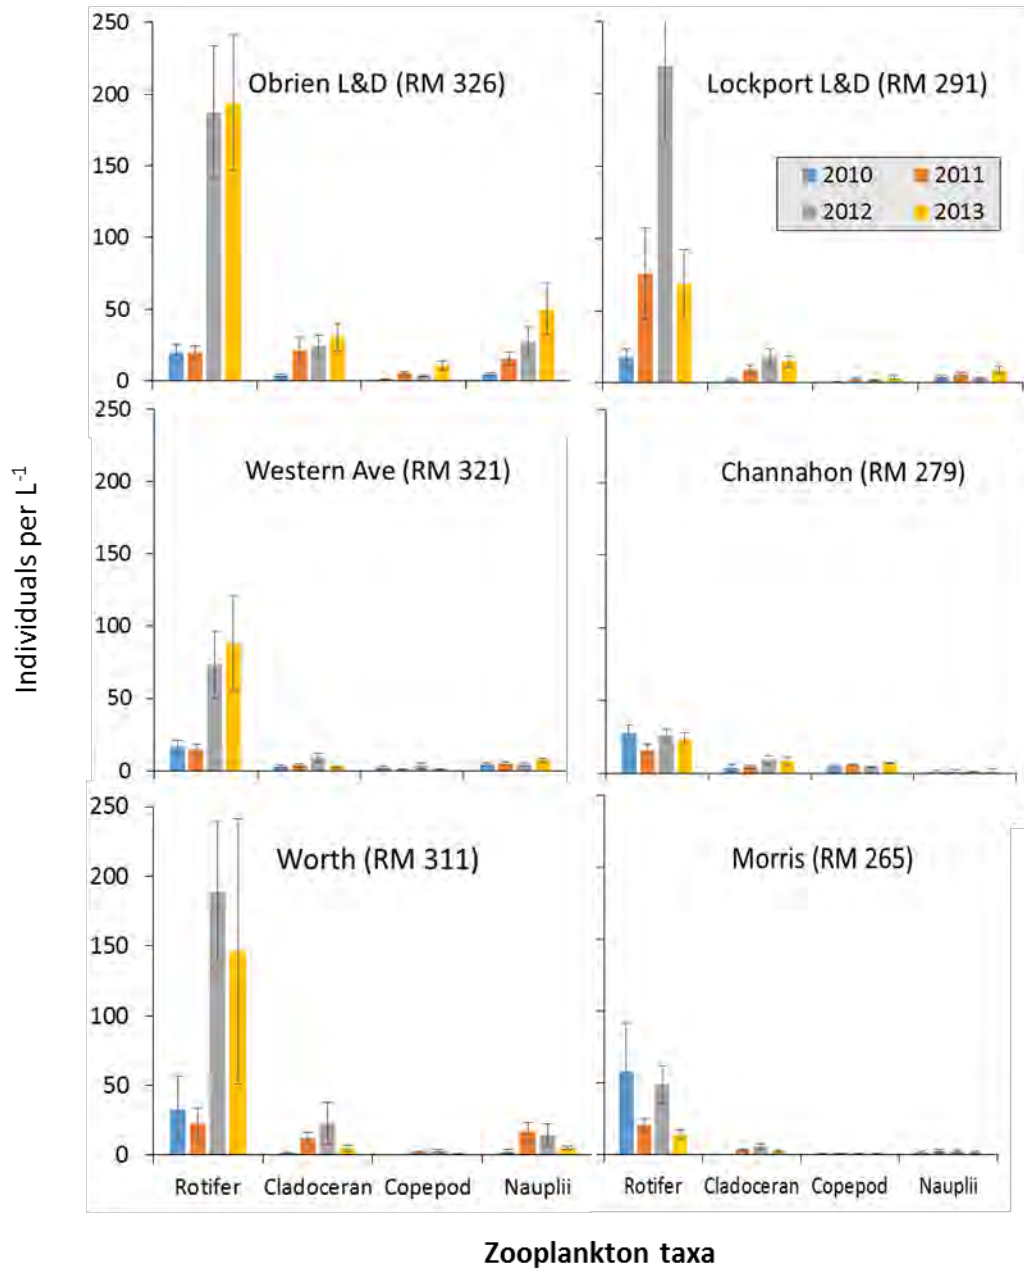 Individuals per L-1
250
200
150
100
50
0
Obrien L&D (RM 326)
Lockport L&D (RM 291)
2010
2011
2012
2013
250
200
150
100
50
0
Western Ave (RM 321)
Channahon (RM 279)
250
200
150
100
50
0
Worth (RM 311)
Morris (RM 265)
Rotifer Cladoceran Copepod Nauplii
Rotifer Cladoceran Copepod Nauplii
Zooplankton taxa